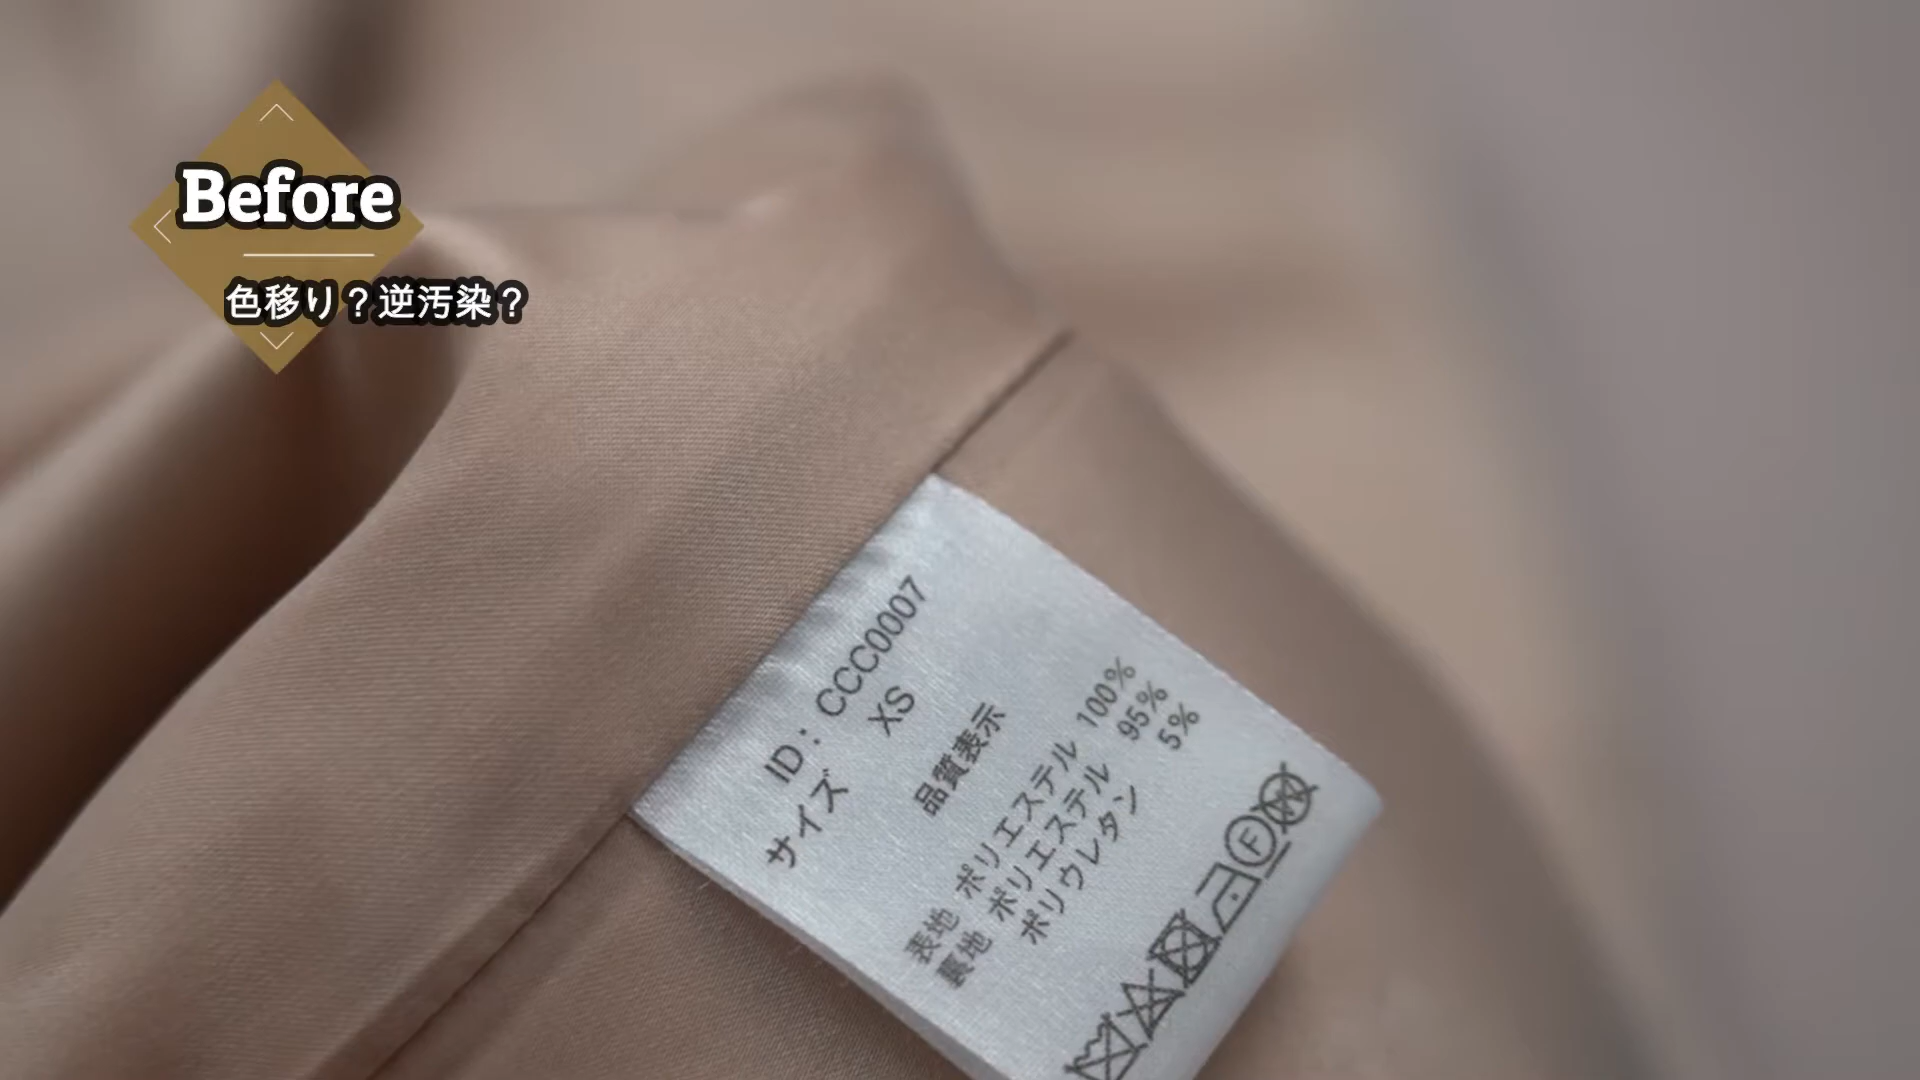 Before
色移り？逆汚染？
ID: CCC0007
サイズ XS
品質表示
表地 ポリエステル 100%
裏地 ポリエステル 95%
ポリウレタン 5%